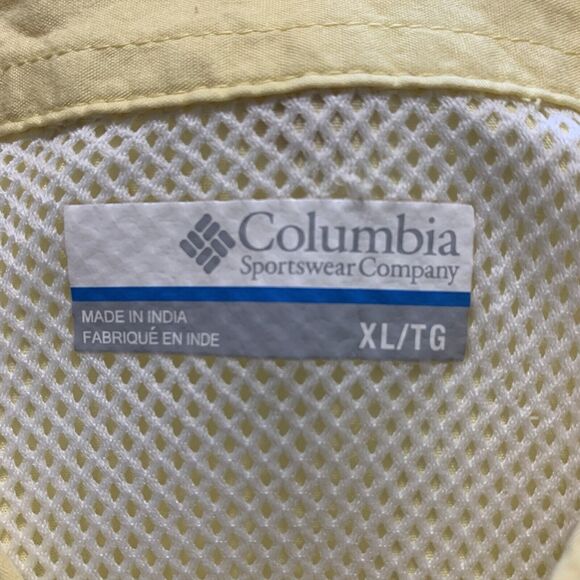 Columbia
Sportswear Company
MADE IN INDIA
FABRIQUÉ EN INDE
XL/TG